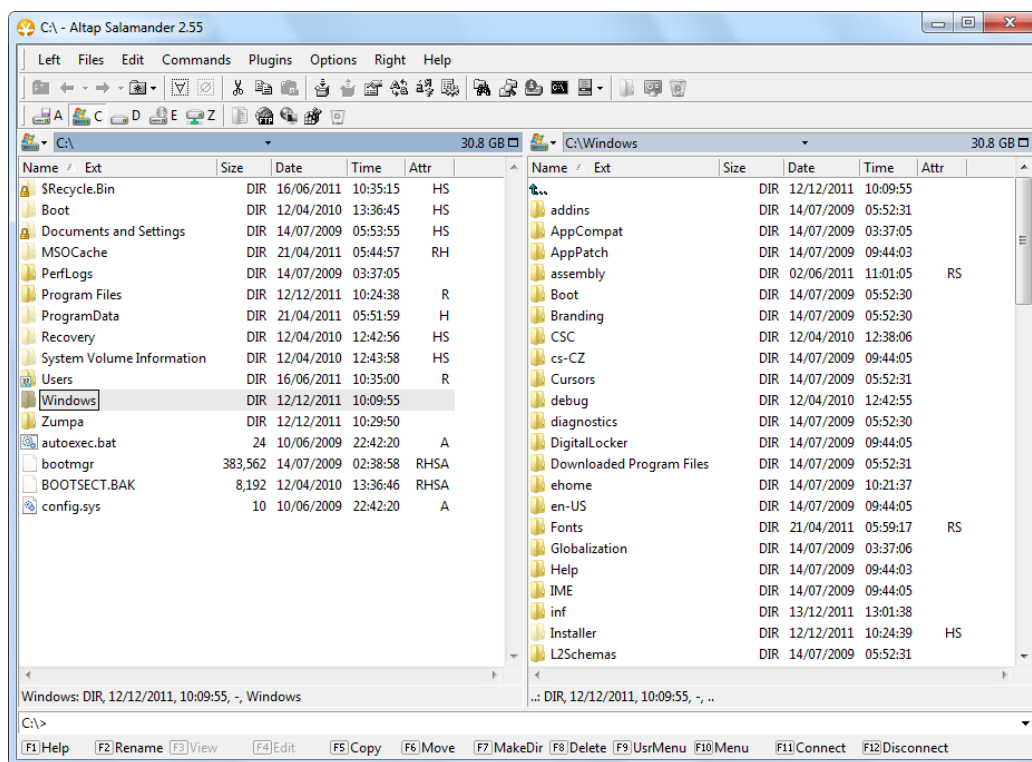 C:\ - Altap Salamander 2.55
Left Files Edit Commands Plugins Options Right Help
A C D E Z
C:\ 30.8 GB
Name Ext Size Date Time Attr
$Recycle.Bin DIR 16/06/2011 10:35:15 HS
Boot DIR 12/04/2010 13:36:45 HS
Documents and Settings DIR 14/07/2009 05:53:55 HS
MSOCache DIR 21/04/2011 05:44:57 RH
PerfLogs DIR 14/07/2009 03:37:05
Program Files DIR 12/12/2011 10:24:38 R
ProgramData DIR 21/04/2011 05:51:59 H
Recovery DIR 12/04/2010 12:42:56 HS
System Volume Information DIR 12/04/2010 12:43:58 HS
Users DIR 16/06/2011 10:35:00 R
Windows DIR 12/12/2011 10:09:55
Zumpa DIR 12/12/2011 10:29:50
autoexec.bat 24 10/06/2009 22:42:20 A
bootmgr 383,562 14/07/2009 02:38:58 RHSA
BOOTSECT.BAK 8,192 12/04/2010 13:36:46 RHSA
config.sys 10 10/06/2009 22:42:20 A
Windows: DIR, 12/12/2011, 10:09:55, -, Windows
C:\Windows 30.8 GB
Name Ext Size Date Time Attr
.. DIR 12/12/2011 10:09:55
addins DIR 14/07/2009 05:52:31
AppCompat DIR 14/07/2009 03:37:05
AppPatch DIR 14/07/2009 09:44:03
assembly DIR 02/06/2011 11:01:05 RS
Boot DIR 14/07/2009 05:52:30
Branding DIR 14/07/2009 05:52:30
CSC DIR 12/04/2010 12:38:06
cs-CZ DIR 14/07/2009 09:44:05
Cursors DIR 14/07/2009 05:52:31
debug DIR 12/04/2010 12:42:55
diagnostics DIR 14/07/2009 05:52:30
DigitalLocker DIR 14/07/2009 09:44:05
Downloaded Program Files DIR 14/07/2009 05:52:31
ehome DIR 14/07/2009 10:21:37
en-US DIR 14/07/2009 09:44:05
Fonts DIR 21/04/2011 05:59:17 RS
Globalization DIR 14/07/2009 03:37:06
Help DIR 14/07/2009 09:44:03
IME DIR 14/07/2009 09:44:05
inf DIR 13/12/2011 13:01:38
Installer DIR 12/12/2011 10:24:39 HS
L2Schemas DIR 14/07/2009 05:52:31
..: DIR, 12/12/2011, 10:09:55, -, ..
C:\>
F1 Help F2 Rename F3 View F4 Edit F5 Copy F6 Move F7 MakeDir F8 Delete F9 UsrMenu F10 Menu F11 Connect F12 Disconnect